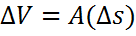 ΔV = A(Δs)